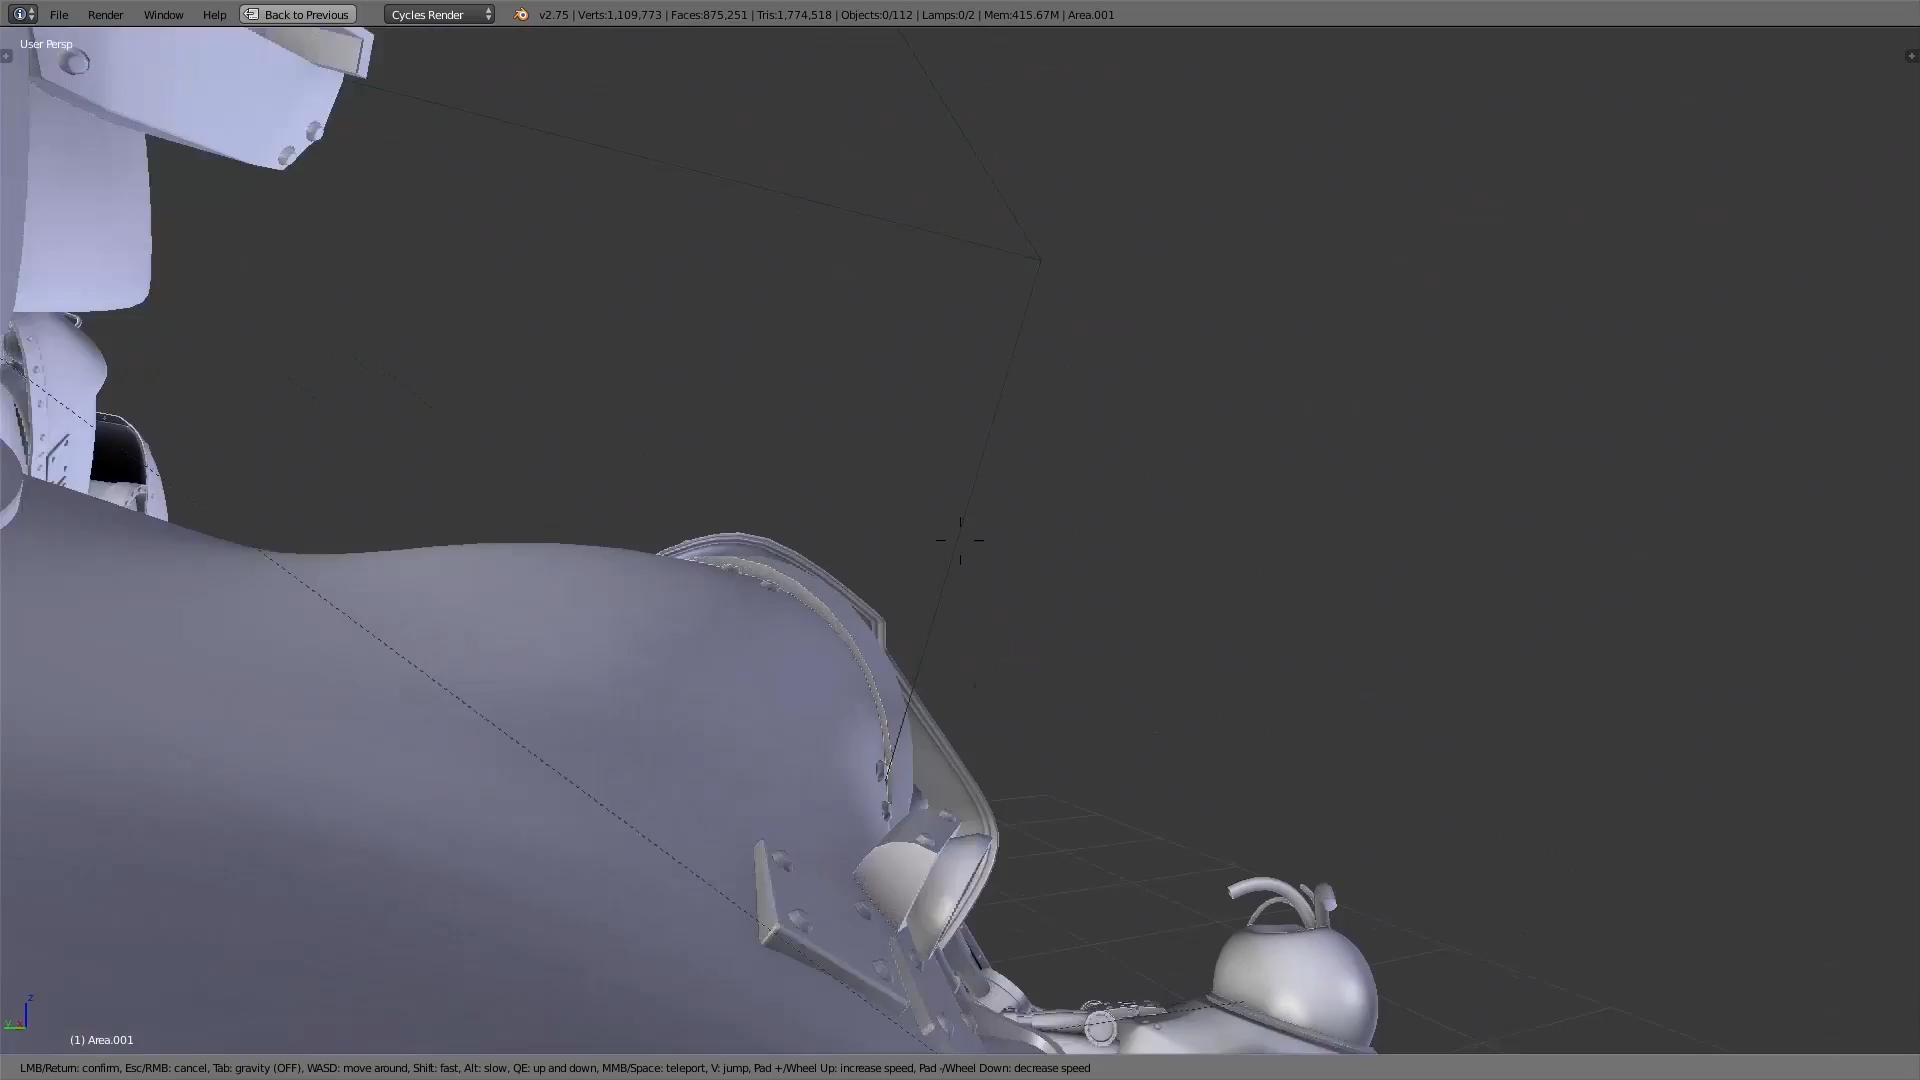 File Render Window Help Back to Previous Cycles Render v2.75 | Verts:1,109,773 | Faces:875,251 | Tris:1,774,518 | Objects:0/112 | Lamps:0/2 | Mem:415.67M | Area.001
User Persp
z
y x
(1) Area.001
LMB/Return: confirm, Esc/RMB: cancel, Tab: gravity (OFF), WASD: move around, Shift: fast, Alt: slow, QE: up and down, MMB/Space: teleport, V: jump, Pad +/Wheel Up: increase speed, Pad -/Wheel Down: decrease speed